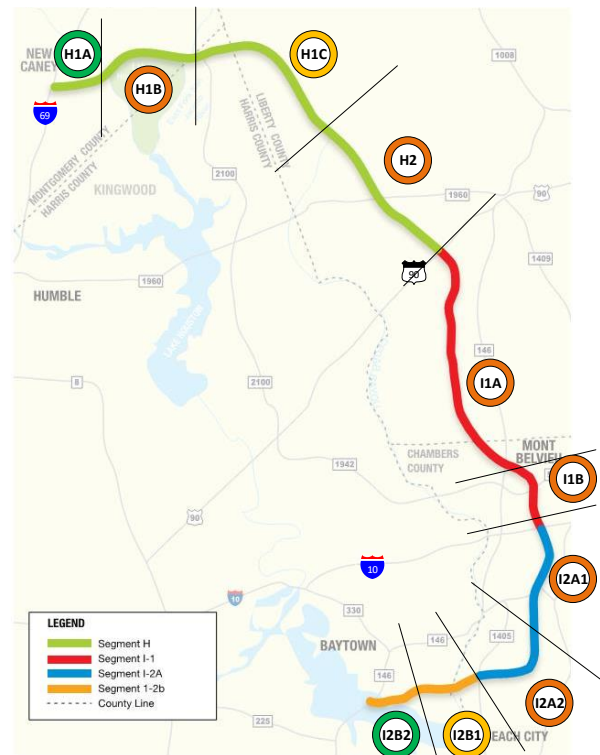 H1A
H1C
NEW
CANEY
1008
H1B
69
LIBERTY COUNTY
HARRIS COUNTY
MONTGOMERY COUNTY
HARRIS COUNTY
H2
2100
KINGWOOD
1960
90
1409
90
1960
HUMBLE
LAKE HOUSTON
146
8
2100
I1A
MONT
BELVIEU
CHAMBERS
COUNTY
1942
I1B
90
10
I2A1
10
LEGEND
Segment H
Segment I-1
Segment I-2A
Segment 1-2b
County Line
330
BAYTOWN
146
1405
146
I2A2
225
I2B2
I2B1
EACH CITY